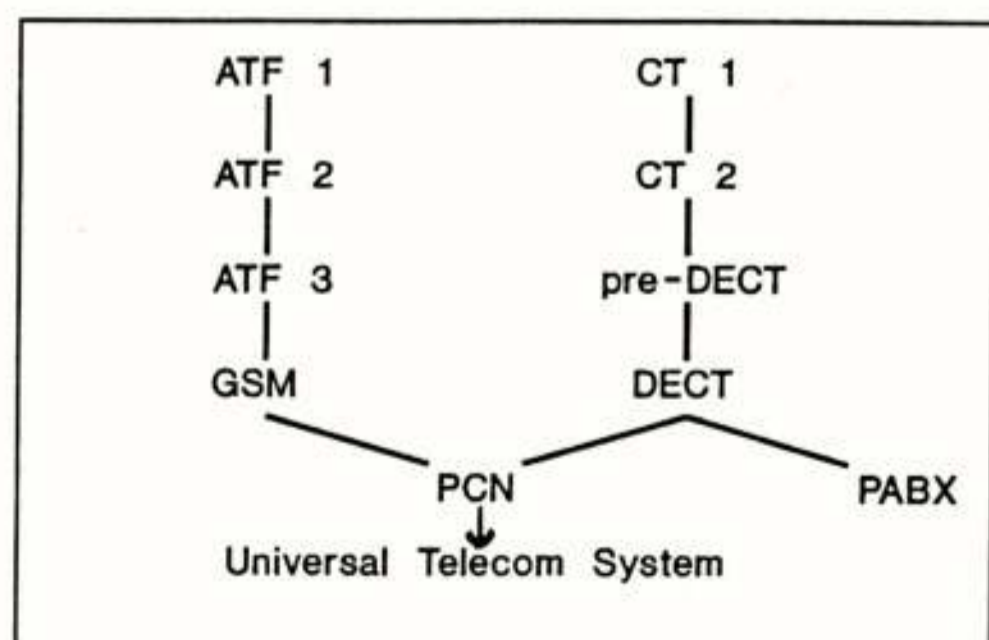 ATF 1 CT 1
ATF 2 CT 2
ATF 3 pre-DECT
GSM DECT
PCN PABX
Universal Telecom System